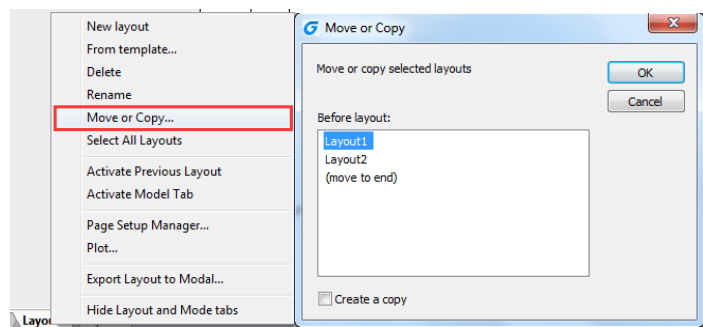 New layout
From template...
Delete
Rename
Move or Copy...
Select All Layouts
Activate Previous Layout
Activate Model Tab
Page Setup Manager...
Plot...
Export Layout to Modal...
Hide Layout and Mode tabs
Move or Copy
Move or copy selected layouts
OK
Cancel
Before layout:
Layout1
Layout2
(move to end)
Create a copy